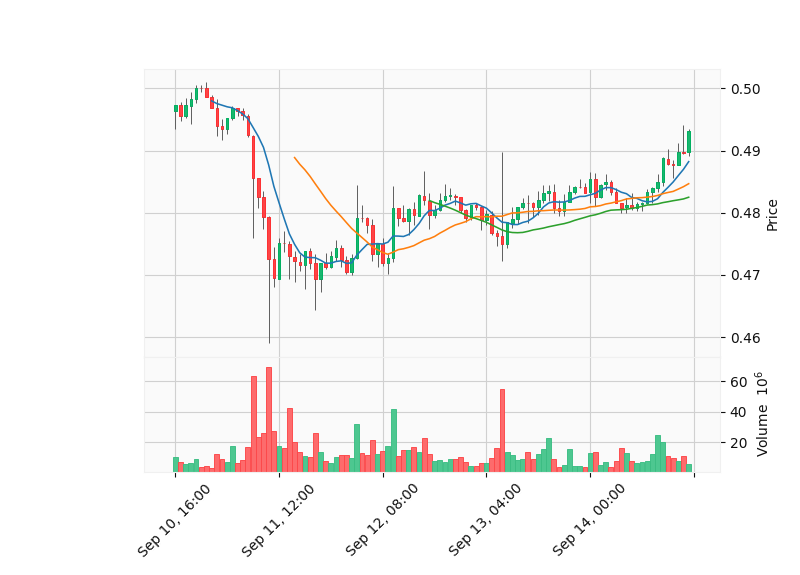 0.50
0.49
0.48
0.47
0.46
Price
60
40
20
Volume 10^6
Sep 10, 16:00
Sep 11, 12:00
Sep 12, 08:00
Sep 13, 04:00
Sep 14, 00:00